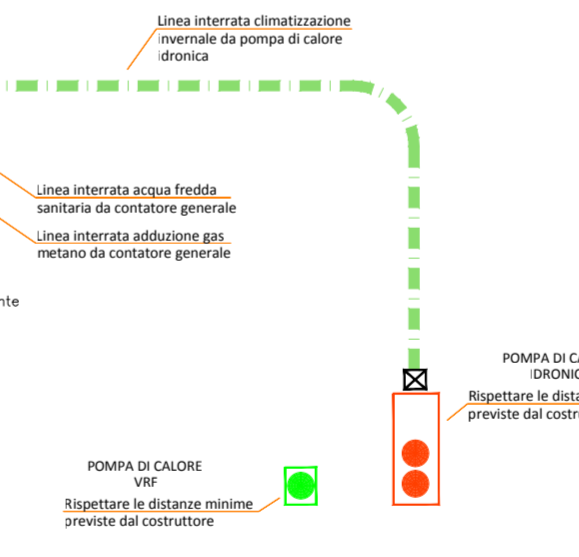 Linea interrata climatizzazione
invernale da pompa di calore
idronica
Linea interrata acqua fredda
sanitaria da contatore generale
Linea interrata adduzione gas
metano da contatore generale
nte
POMPA DI CA
IDRONIC
Rispettare le dista
previste dal costru
POMPA DI CALORE
VRF
Rispettare le distanze minime
previste dal costruttore